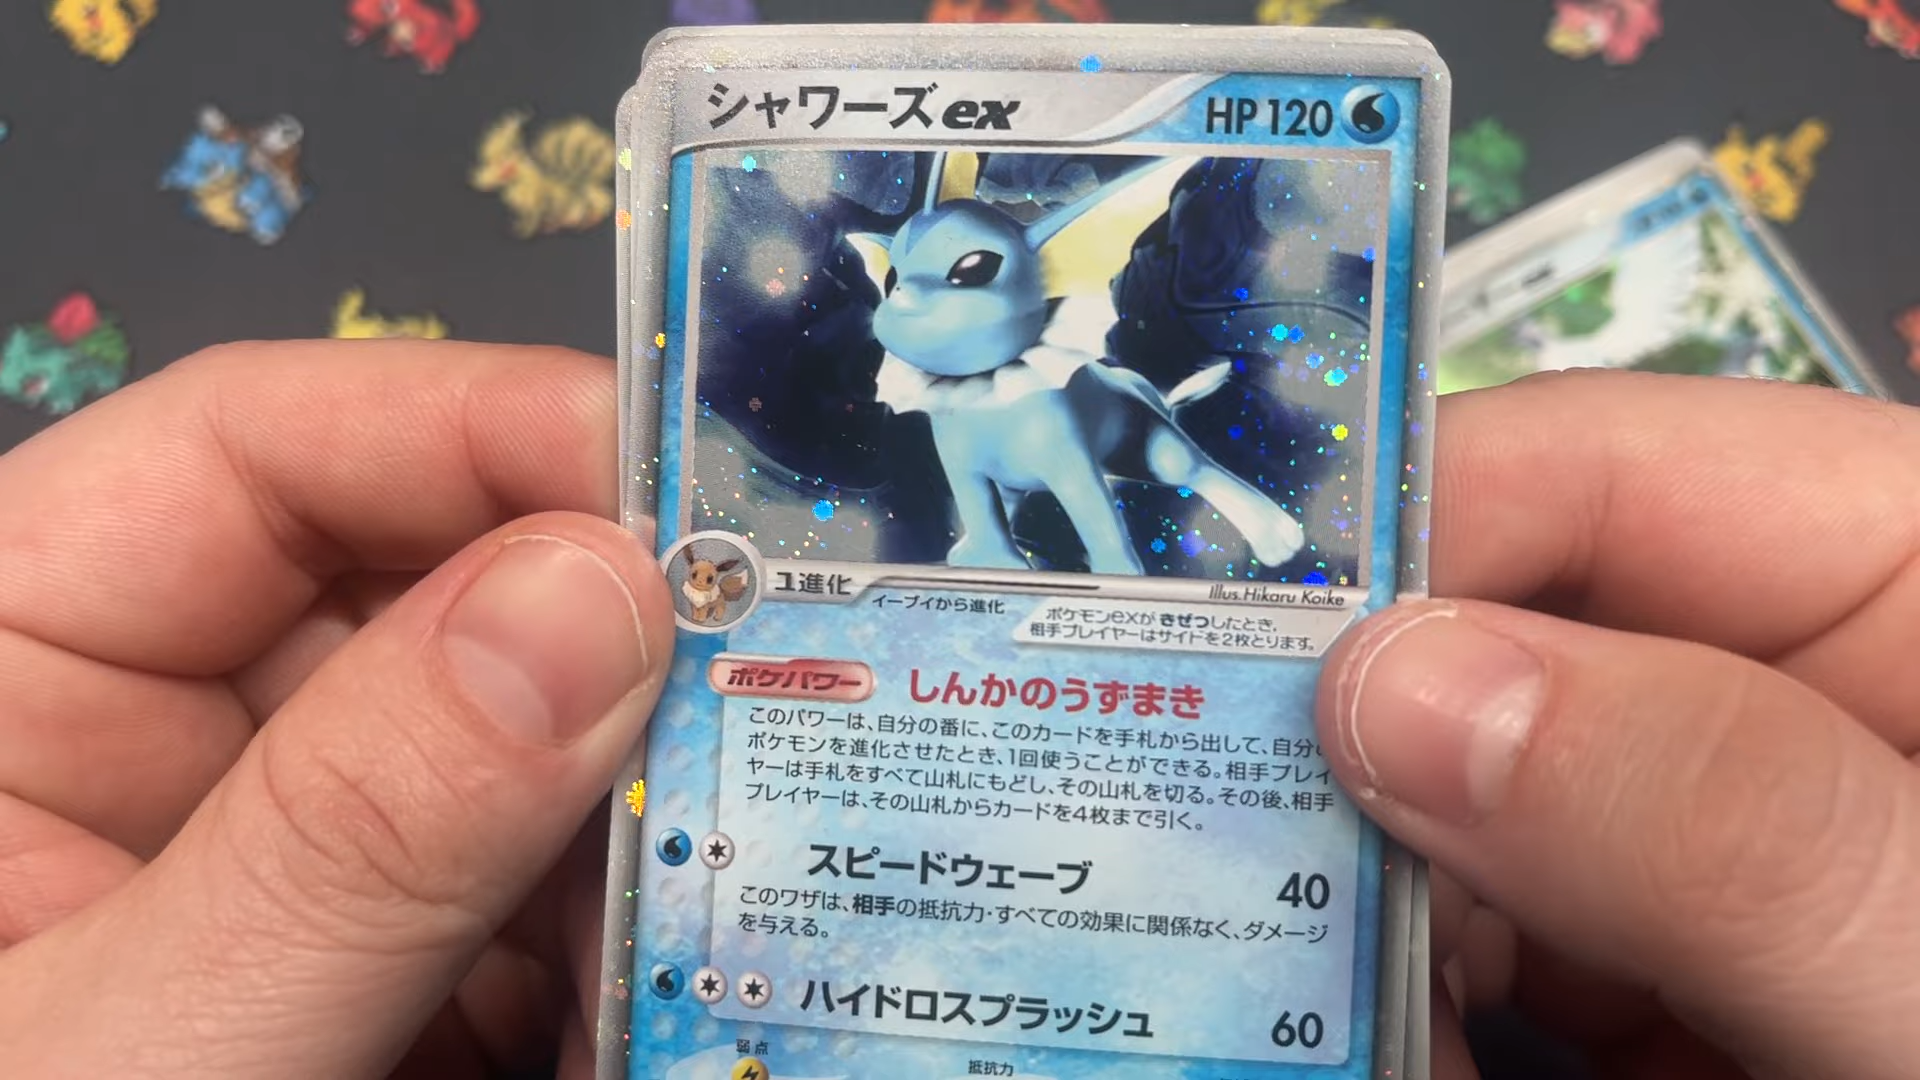 シャワーズex HP 120
1進化
イーブイから進化
Illus.Hikaru Koike
ポケモンexが きぜつしたとき、
相手プレイヤーはサイドを2枚とります。
ポケパワー しんかのうずまき
このパワーは、自分の番に、このカードを手札から出して、自分
ポケモンを進化させたとき、1回使うことができる。相手プレイ
ヤーは手札をすべて山札にもどし、その山札を切る。その後、相手
プレイヤーは、その山札からカードを4枚まで引く。
スピードウェーブ 40
このワザは、相手の抵抗力・すべての効果に関係なく、ダメージ
を与える。
ハイドロスプラッシュ 60
弱点 抵抗力